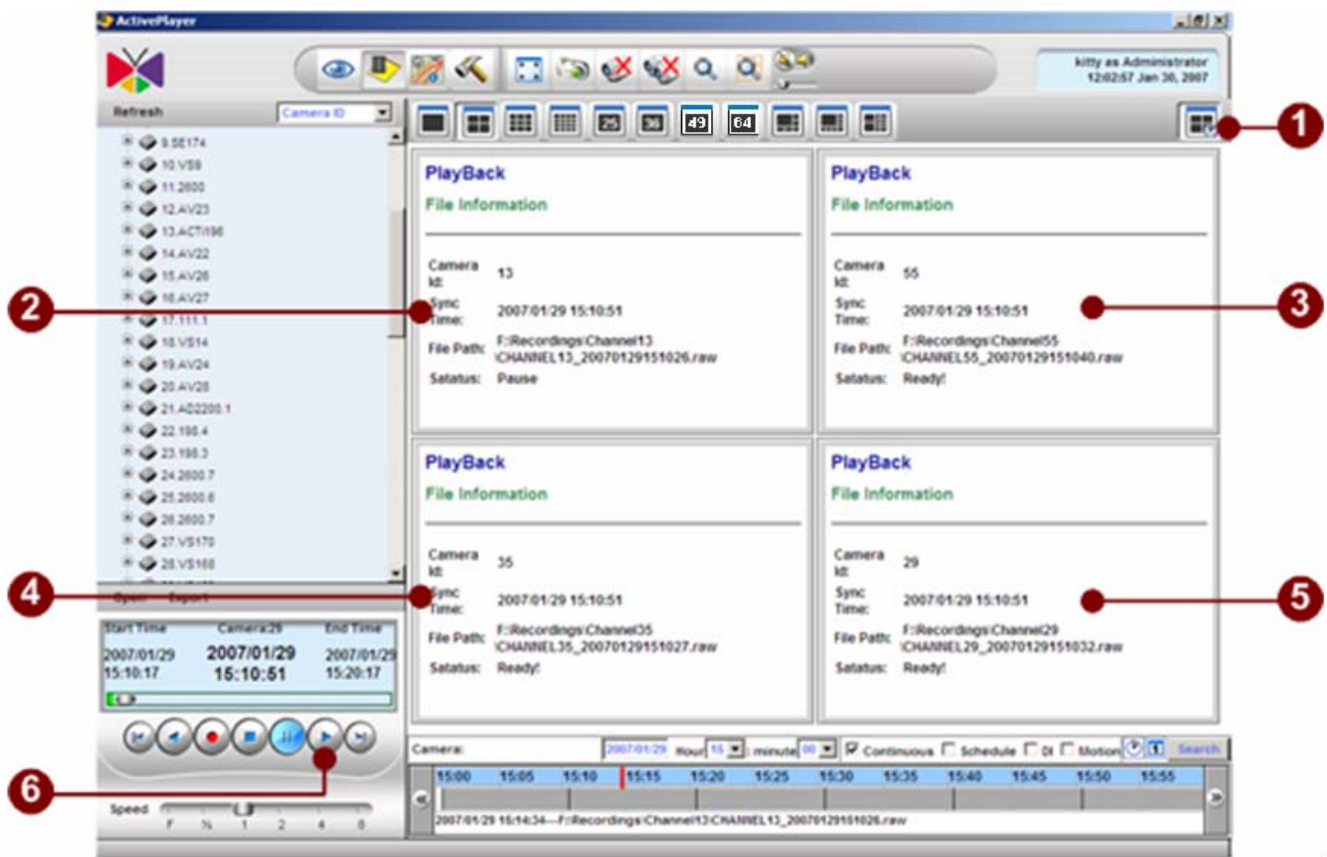 ActivePlayer
kitty as Administrator
12:02:57 Jan 30, 2007
Refresh Camera ID
25 36 49 64
1
9.SE174
10.VS9
11.2600
12.AV23
13.ACTi196
14.AV22
15.AV26
16.AV27
17.111.1
18.VS14
19.AV24
20.AV28
21.AD2200.1
22.198.4
23.198.3
24.2600.7
25.2600.6
26.2600.7
27.VS170
28.VS168
PlayBack
File Information
Camera Id: 13
Sync Time: 2007/01/29 15:10:51
File Path: F:\Recordings\Channel13
\CHANNEL13_20070129151026.raw
Satatus: Pause
2
PlayBack
File Information
Camera Id: 55
Sync Time: 2007/01/29 15:10:51
File Path: F:\Recordings\Channel55
\CHANNEL55_20070129151040.raw
Satatus: Ready!
3
PlayBack
File Information
Camera Id: 35
Sync Time: 2007/01/29 15:10:51
File Path: F:\Recordings\Channel35
\CHANNEL35_20070129151027.raw
Satatus: Ready!
4
PlayBack
File Information
Camera Id: 29
Sync Time: 2007/01/29 15:10:51
File Path: F:\Recordings\Channel29
\CHANNEL29_20070129151032.raw
Satatus: Ready!
5
Open Export
Start Time Camera:29 End Time
2007/01/29 2007/01/29 2007/01/29
15:10:17 15:10:51 15:20:17
6
Speed
F ½ 1 2 4 8
Camera: 2007/01/29 Hour 15 : minute 00 Continuous Schedule DI Motion Search
15:00 15:05 15:10 15:15 15:20 15:25 15:30 15:35 15:40 15:45 15:50 15:55
2007/01/29 15:14:34---F:\Recordings\Channel13\CHANNEL13_20070129151026.raw